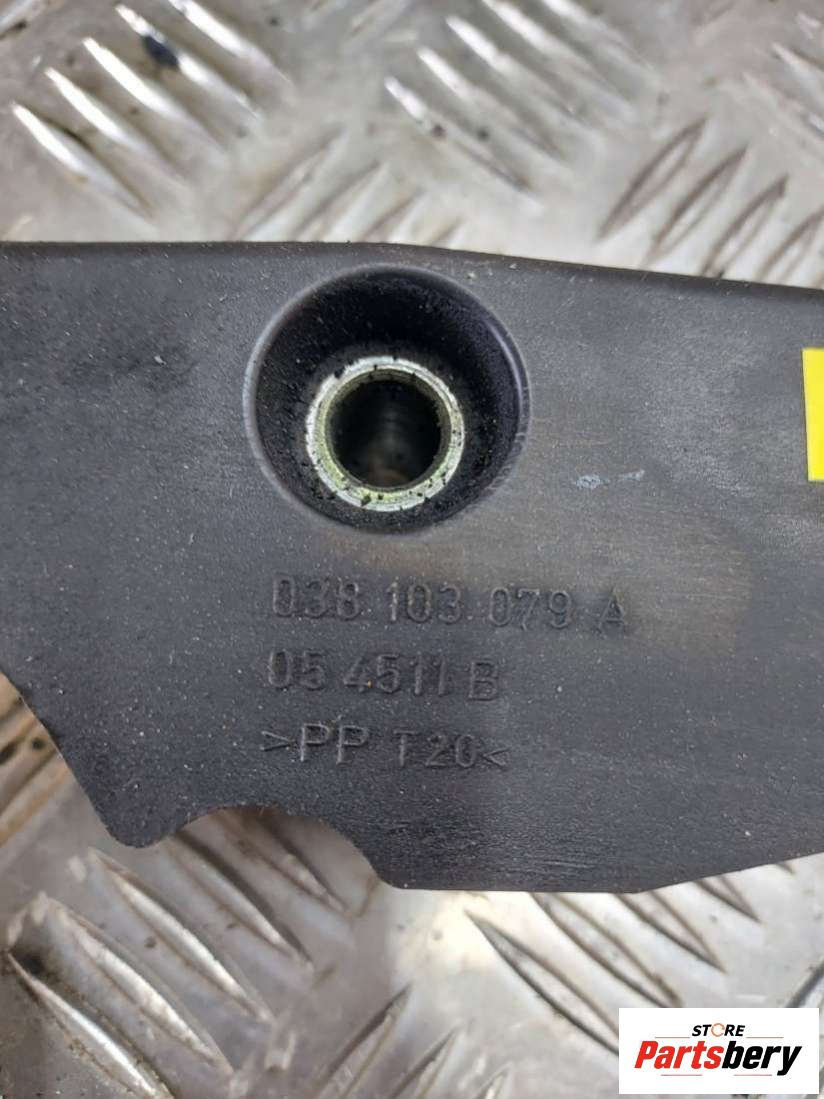 038 103 079 A
05 4511 B
>PP T20<
STORE
Partsbery